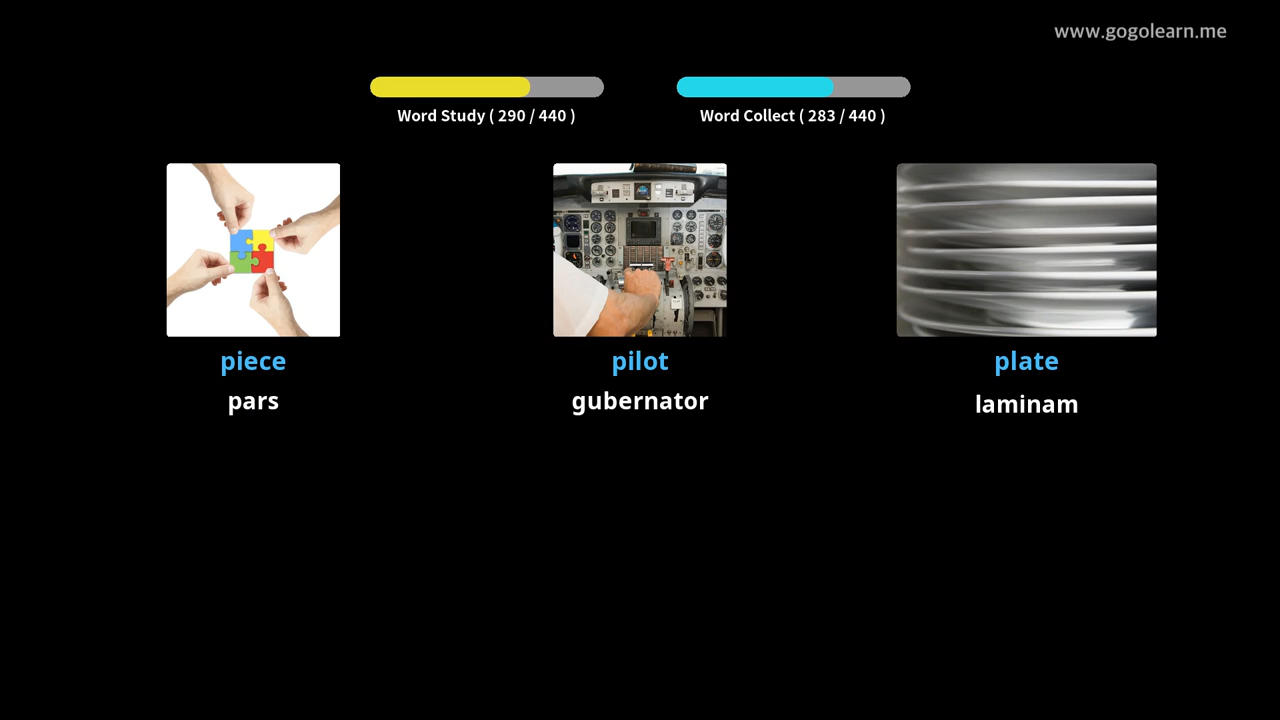 www.gogolearn.me
Word Study ( 290 / 440 )
Word Collect ( 283 / 440 )
piece
pars
pilot
gubernator
plate
laminam